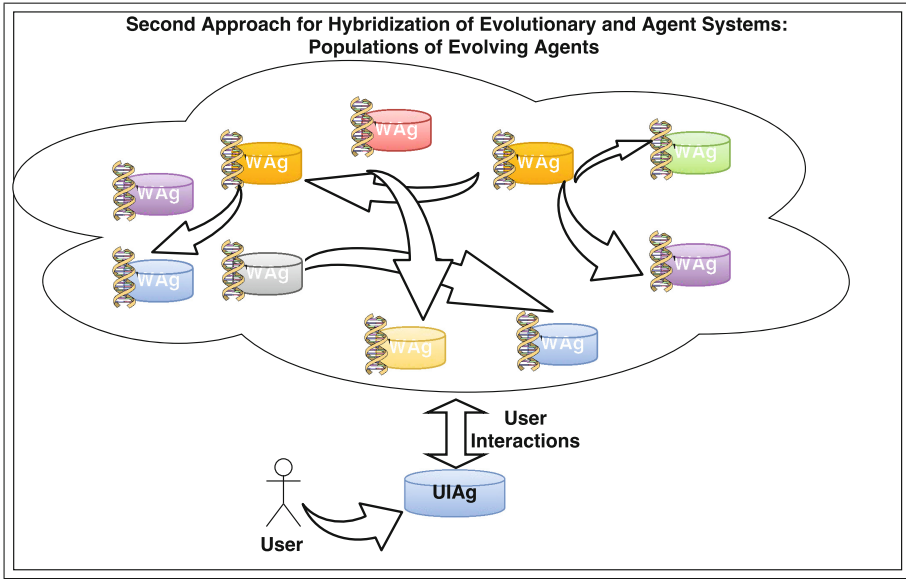 Second Approach for Hybridization of Evolutionary and Agent Systems:
Populations of Evolving Agents
WAg
WAg
WAg
WAg
WAg
WAg
WAg
WAg
WAg
WAg
User
Interactions
UIAg
User